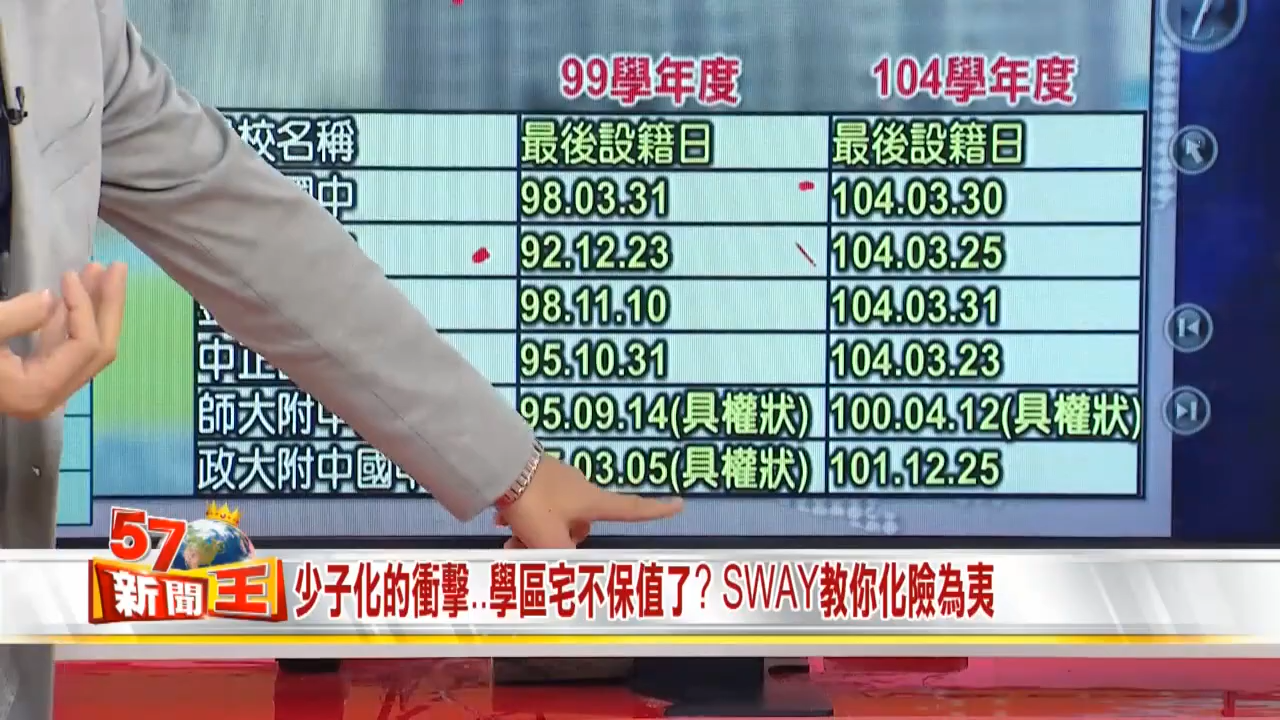 99學年度 104學年度
校名稱 最後設籍日 最後設籍日
中 98.03.31 104.03.30
92.12.23 104.03.25
98.11.10 104.03.31
中正 95.10.31 104.03.23
師大附中 95.09.14(具權狀) 100.04.12(具權狀)
政大附中國 .03.05(具權狀) 101.12.25
57
新聞王
少子化的衝擊..學區宅不保值了? SWAY教你化險為夷